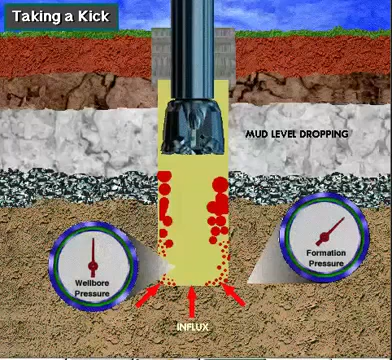 Taking a Kick
MUD LEVEL DROPPING
Formation
Pressure
Wellbore
Pressure
INFLUX